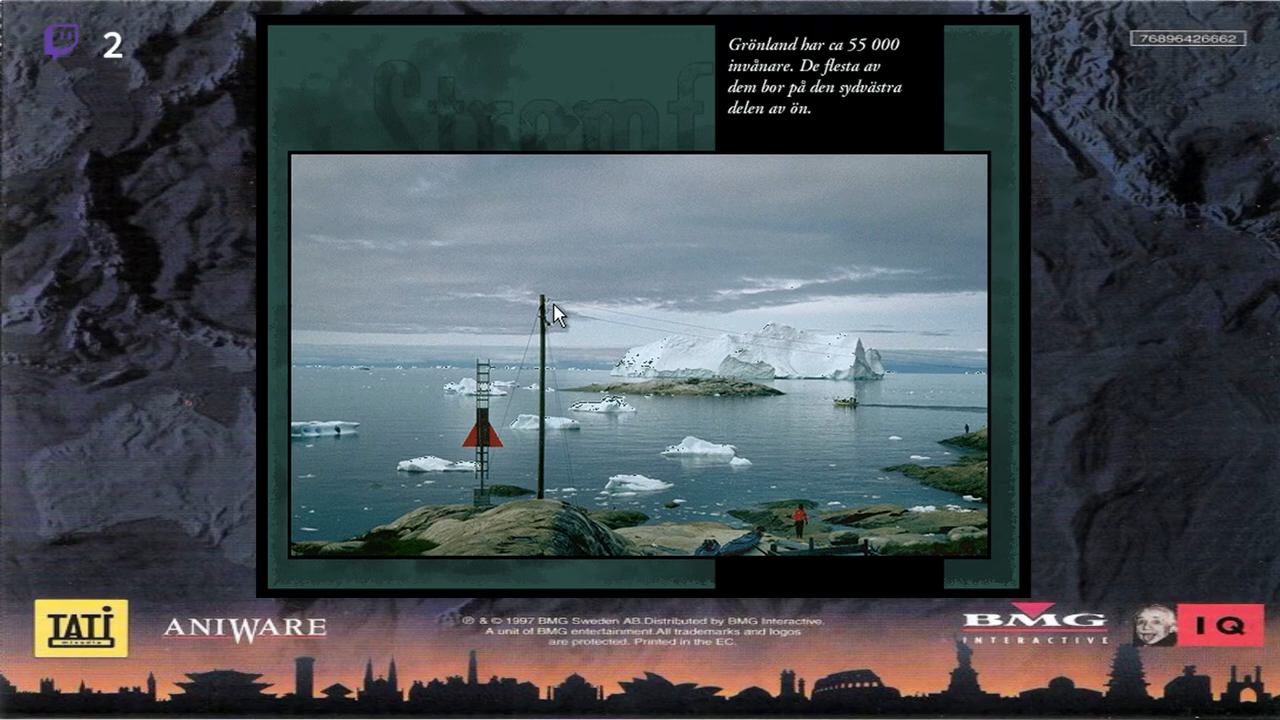 2
Grönland har ca 55 000
invånare. De flesta av
dem bor på den sydvästra
delen av ön.
76896426662
Stromf
TATI
ANIWARE
℗ & © 1997 BMG Sweden AB.Distributed by BMG Interactive.
A unit of BMG entertainment.All trademarks and logos
are protected. Printed in the EC.
BMG
INTERACTIVE
IQ